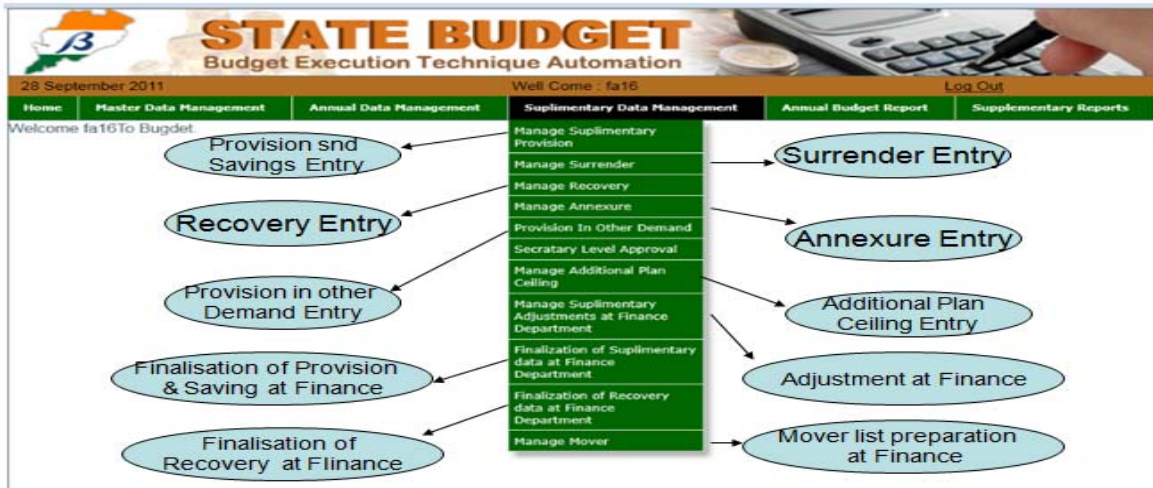 β
STATE BUDGET
Budget Execution Technique Automation
28 September 2011 Well Come : fa16 Log Out
Home Master Data Management Annual Data Management Suplimentary Data Management Annual Budget Report Supplementary Reports
Welcome fa16To Bugdet.
Manage Suplimentary
Provision
Manage Surrender
Manage Recovery
Manage Annexure
Provision In Other Demand
Secratary Level Approval
Manage Additional Plan
Ceiling
Manage Suplimentary
Adjustments at Finance
Department
Finalization of Suplimentary
data at Finance
Department
Finalization of Recovery
data at Finance
Department
Manage Mover
Provision snd
Savings Entry
Recovery Entry
Provision in other
Demand Entry
Finalisation of Provision
& Saving at Finance
Finalisation of
Recovery at FIinance
Surrender Entry
Annexure Entry
Additional Plan
Ceiling Entry
Adjustment at Finance
Mover list preparation
at Finance